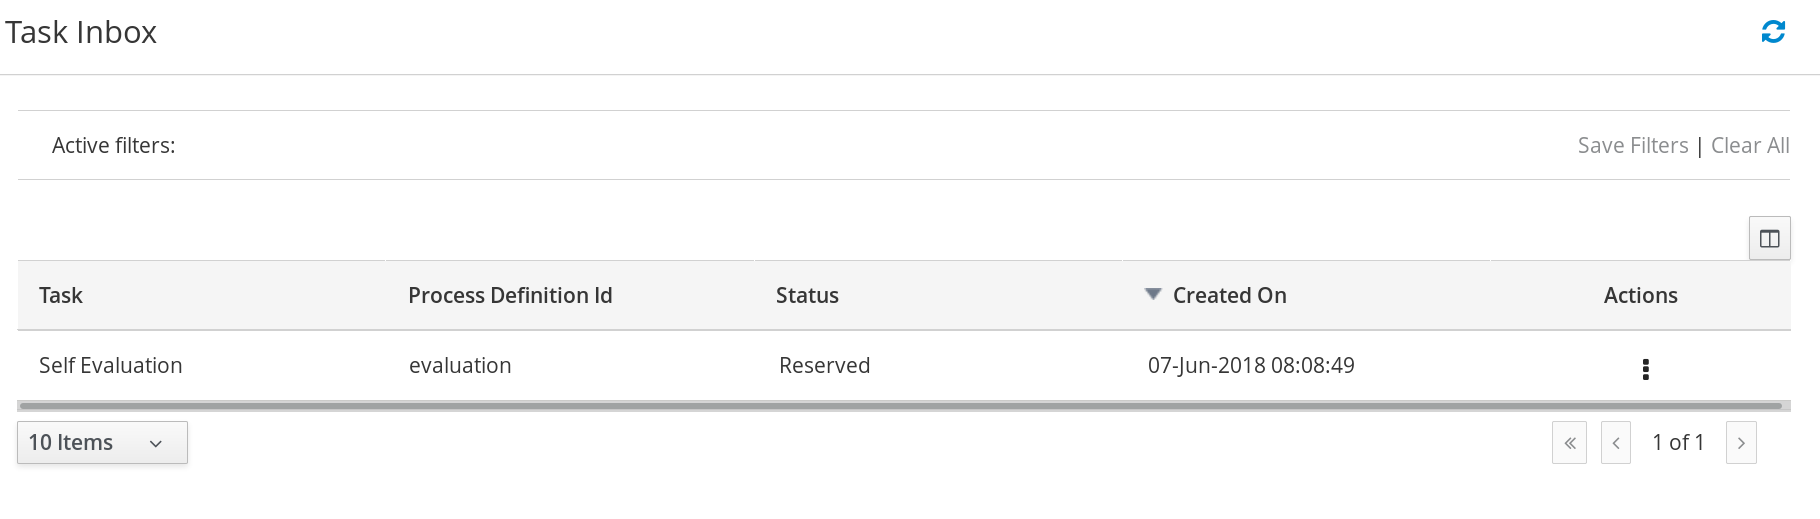 Task Inbox
Active filters:
Save Filters | Clear All
Task Process Definition Id Status Created On Actions
Self Evaluation evaluation Reserved 07-Jun-2018 08:08:49
10 Items
1 of 1